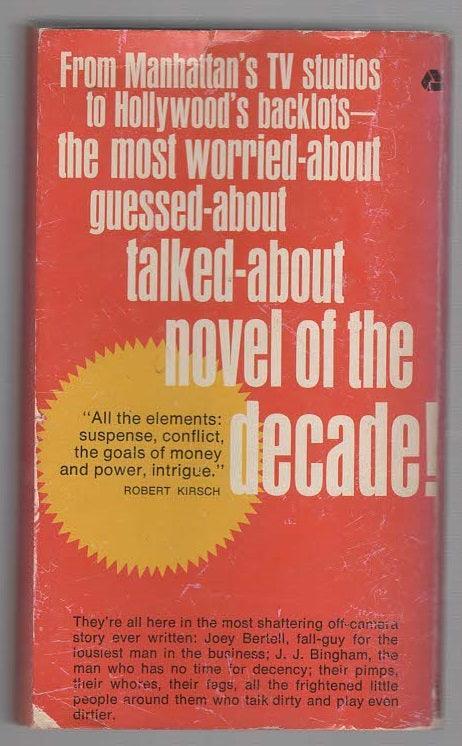 From Manhattan's TV studios
to Hollywood's backlots—
the most worried-about
guessed-about
talked-about
novel of the
decade!
"All the elements:
suspense, conflict,
the goals of money
and power, intrigue."
ROBERT KIRSCH
They're all here in the most shattering off-camera
story ever written: Joey Bertell, fall-guy for the
lousiest man in the business; J. J. Bingham, the
man who has no time for decency; their pimps,
their whores, their fags, all the frightened little
people around them who talk dirty and play even
dirtier.